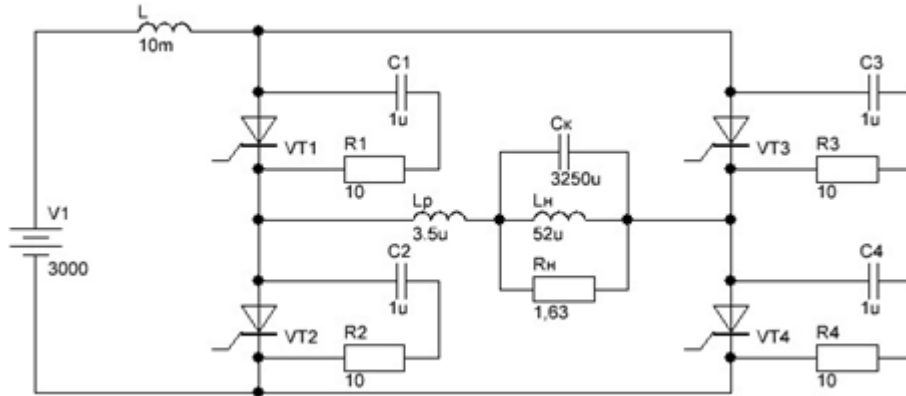 L
10m
C1
1u
VT1
R1
10
Cк
3250u
Lр
3.5u
Lн
52u
Rн
1,63
C3
1u
VT3
R3
10
V1
3000
C2
1u
VT2
R2
10
C4
1u
VT4
R4
10